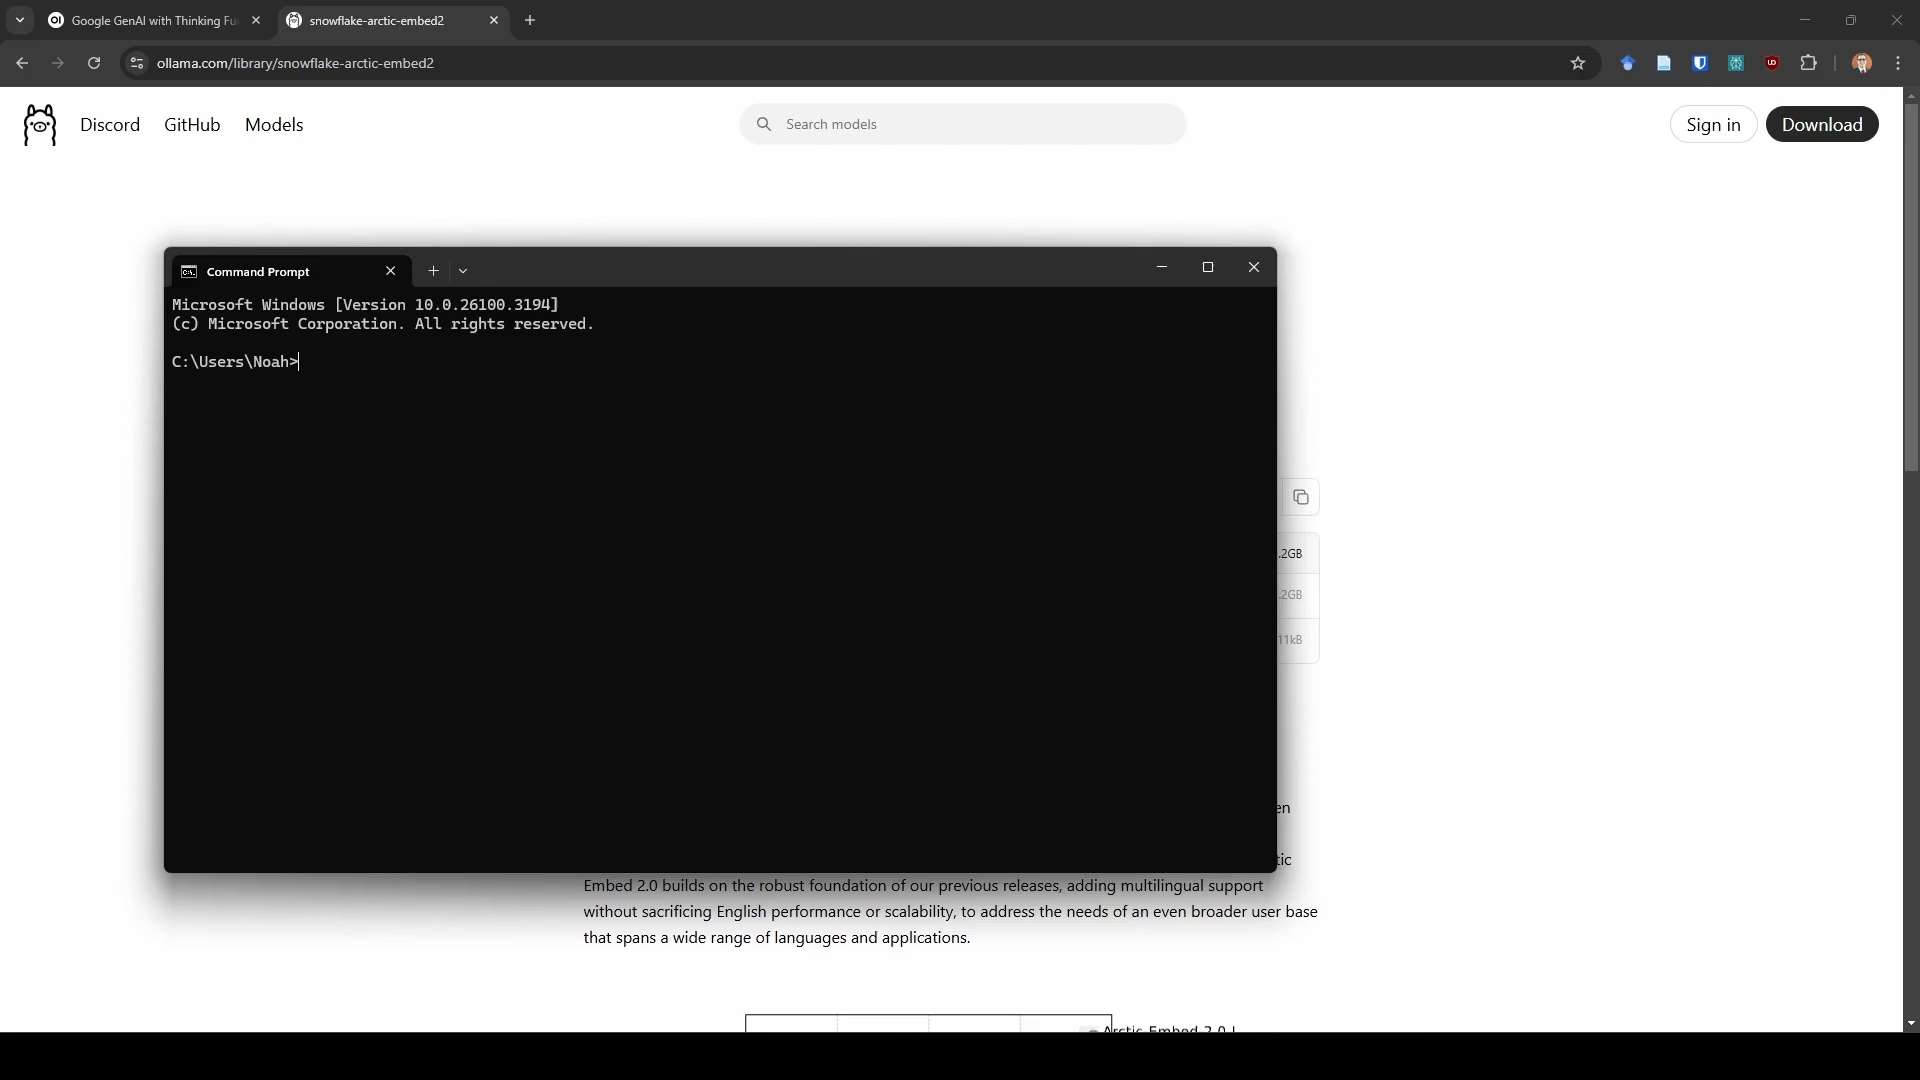 Google GenAI with Thinking Fu
snowflake-arctic-embed2
ollama.com/library/snowflake-arctic-embed2
Discord GitHub Models
Search models
Sign in
Download
Command Prompt
Microsoft Windows [Version 10.0.26100.3194]
(c) Microsoft Corporation. All rights reserved.
C:\Users\Noah>
.2GB
.2GB
11kB
en
tic
Embed 2.0 builds on the robust foundation of our previous releases, adding multilingual support
without sacrificing English performance or scalability, to address the needs of an even broader user base
that spans a wide range of languages and applications.
Arctic Embed 2.0